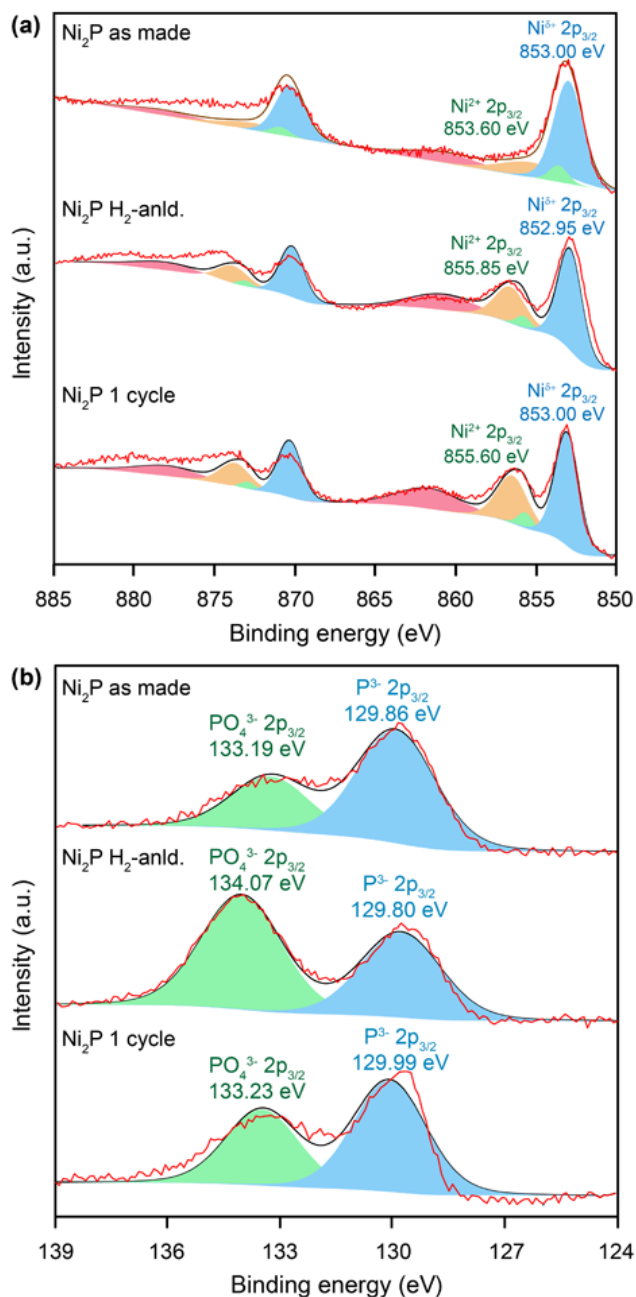 (a)
Ni₂P as made
Ni^δ+ 2p₃/₂
853.00 eV
Ni²⁺ 2p₃/₂
853.60 eV
Ni₂P H₂-anld.
Ni^δ+ 2p₃/₂
852.95 eV
Ni²⁺ 2p₃/₂
855.85 eV
Ni₂P 1 cycle
Ni^δ+ 2p₃/₂
853.00 eV
Ni²⁺ 2p₃/₂
855.60 eV
Intensity (a.u.)
885 880 875 870 865 860 855 850
Binding energy (eV)
(b)
Ni₂P as made
PO₄³⁻ 2p₃/₂
133.19 eV
P³⁻ 2p₃/₂
129.86 eV
Ni₂P H₂-anld.
PO₄³⁻ 2p₃/₂
134.07 eV
P³⁻ 2p₃/₂
129.80 eV
Ni₂P 1 cycle
PO₄³⁻ 2p₃/₂
133.23 eV
P³⁻ 2p₃/₂
129.99 eV
Intensity (a.u.)
139 136 133 130 127 124
Binding energy (eV)